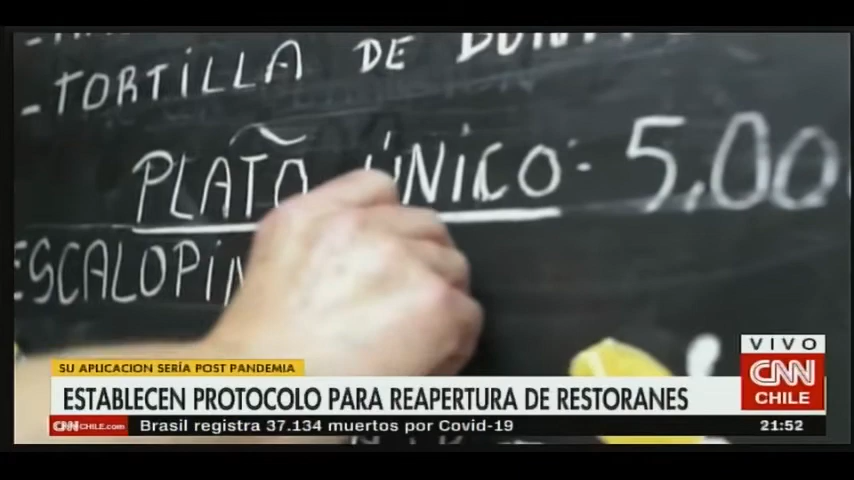 - TORTILLA DE
PLATO ÚNICO: 5.00
ESCALOPIN
VIVO
SU APLICACION SERÍA POST PANDEMIA
CNN
CHILE
ESTABLECEN PROTOCOLO PARA REAPERTURA DE RESTORANES
CNNCHILE.com
Brasil registra 37.134 muertos por Covid-19
21:52